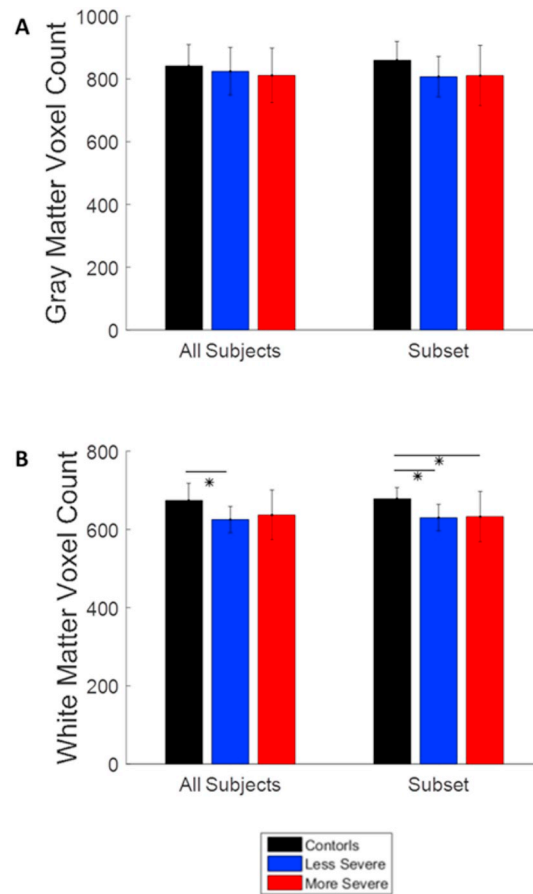 A
Gray Matter Voxel Count
1000
800
600
400
200
0
All Subjects
Subset
B
White Matter Voxel Count
800
600
400
200
0
*
*
*
All Subjects
Subset
Contorls
Less Severe
More Severe